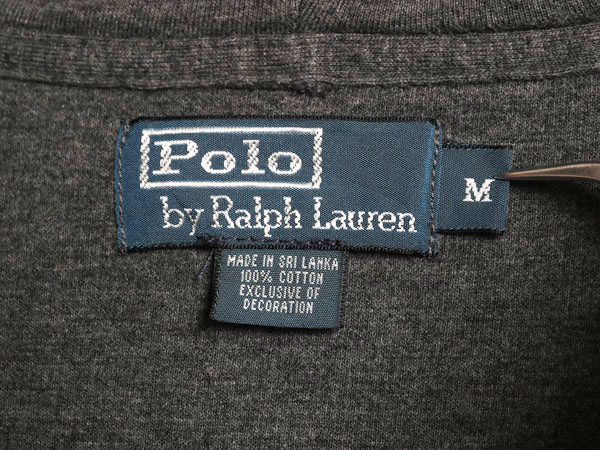 Polo
by Ralph Lauren
M
MADE IN SRI LANKA
100% COTTON
EXCLUSIVE OF
DECORATION